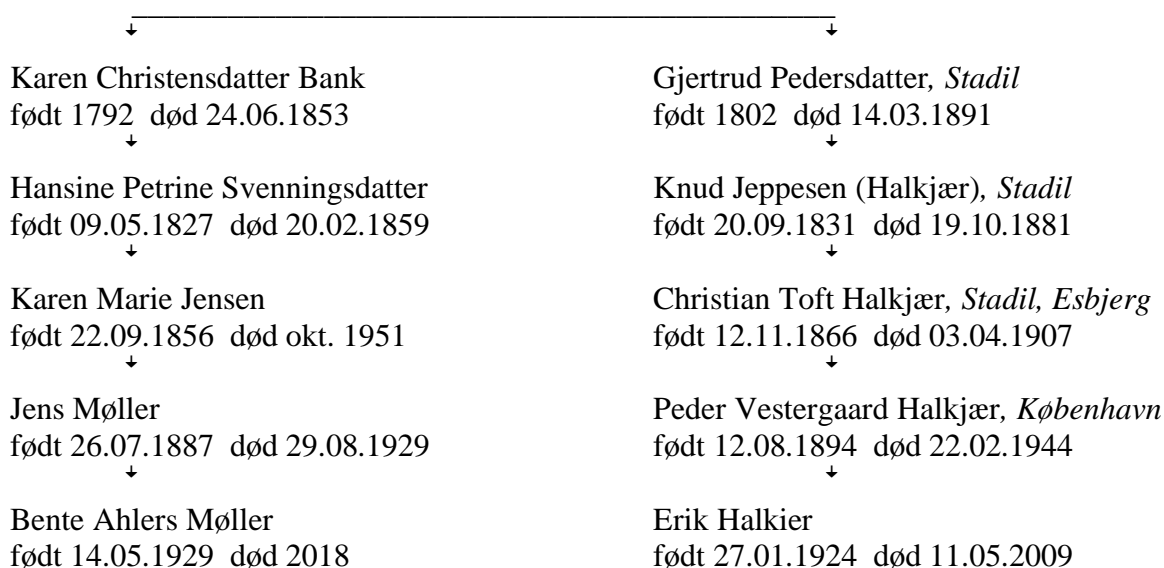 Karen Christensdatter Bank
født 1792 død 24.06.1853
Hansine Petrine Svenningsdatter
født 09.05.1827 død 20.02.1859
Karen Marie Jensen
født 22.09.1856 død okt. 1951
Jens Møller
født 26.07.1887 død 29.08.1929
Bente Ahlers Møller
født 14.05.1929 død 2018
Gjertrud Pedersdatter, Stadil
født 1802 død 14.03.1891
Knud Jeppesen (Halkjær), Stadil
født 20.09.1831 død 19.10.1881
Christian Toft Halkjær, Stadil, Esbjerg
født 12.11.1866 død 03.04.1907
Peder Vestergaard Halkjær, København
født 12.08.1894 død 22.02.1944
Erik Halkier
født 27.01.1924 død 11.05.2009